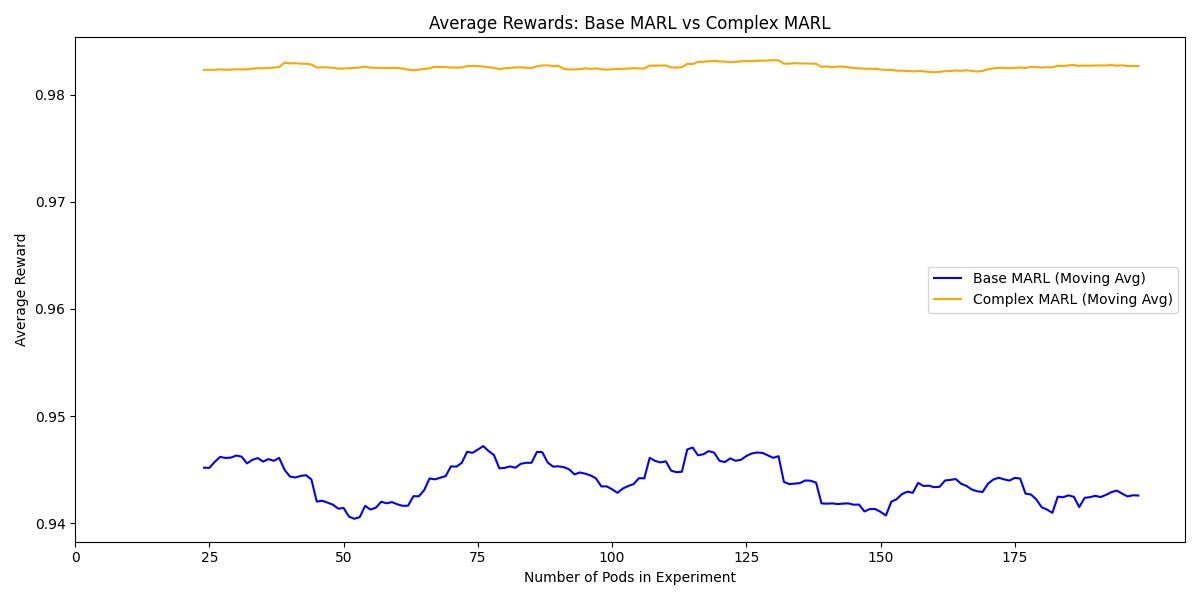 Average Rewards: Base MARL vs Complex MARL
Average Reward
0.98
0.97
0.96
0.95
0.94
Base MARL (Moving Avg)
Complex MARL (Moving Avg)
0
25
50
75
100
125
150
175
Number of Pods in Experiment